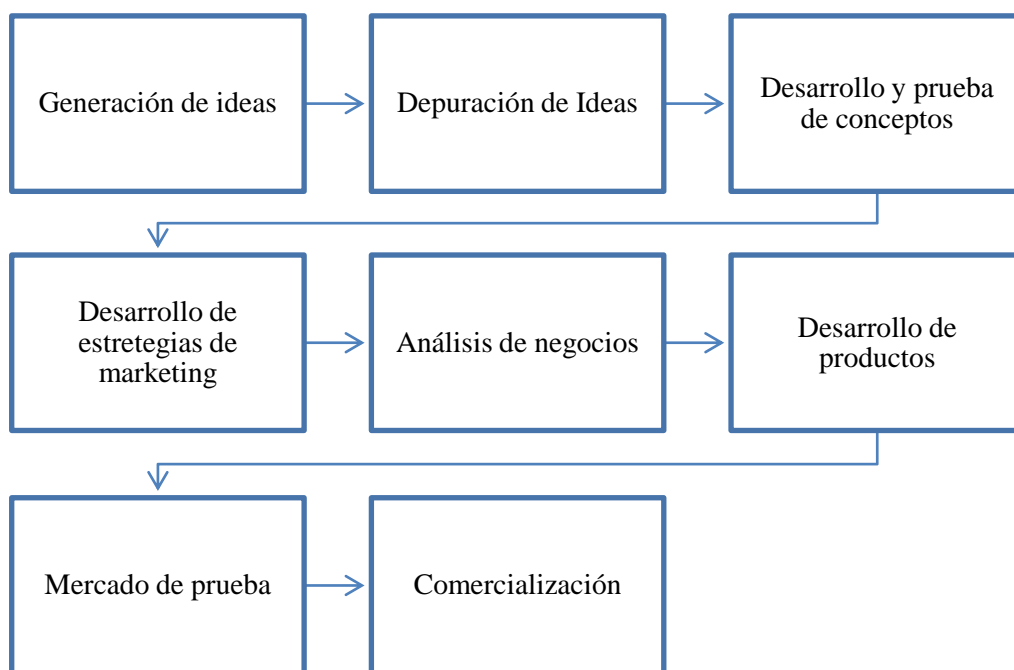 Generación de ideas
Depuración de Ideas
Desarrollo y prueba
de conceptos
Desarrollo de
estretegias de
marketing
Análisis de negocios
Desarrollo de
productos
Mercado de prueba
Comercialización